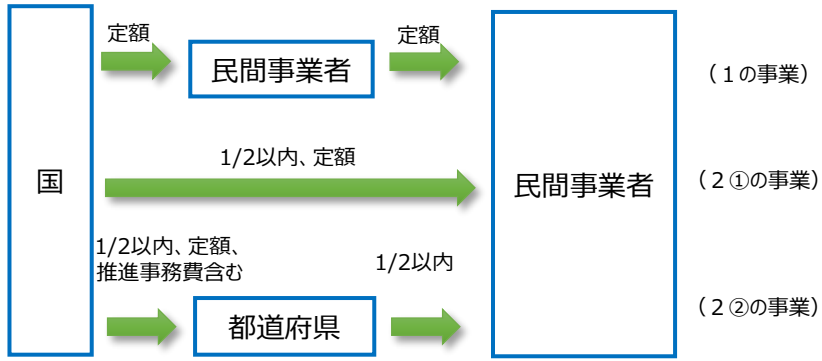 定額
定額
民間事業者
(1の事業)
1/2以内、定額
国
民間事業者
(2①の事業)
1/2以内、定額、
推進事務費含む
1/2以内
都道府県
(2②の事業)